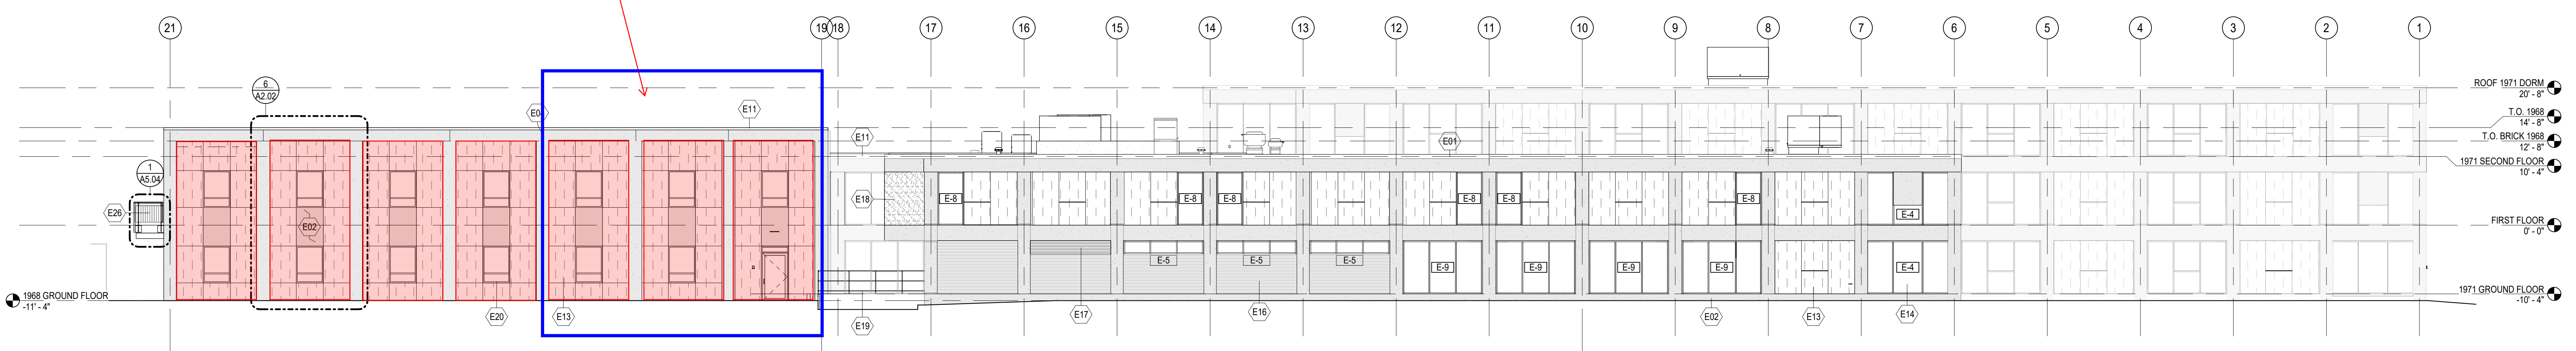 21
19
18
17
16
15
14
13
12
11
10
9
8
7
6
5
4
3
2
1
6
A2.02
E11
E11
E01
ROOF 1971 DORM
20' - 8"
T.O. 1968
14' - 8"
T.O. BRICK 1968
12' - 8"
1971 SECOND FLOOR
10' - 4"
1
A5.04
E26
E02
E18
E-8
E-8
E-8
E-8
E-8
E-8
E-4
FIRST FLOOR
0' - 0"
E-5
E-5
E-5
E-9
E-9
E-9
E-9
E-4
1968 GROUND FLOOR
-11' - 4"
1971 GROUND FLOOR
-10' - 4"
E20
E13
E19
E17
E16
E02
E13
E14